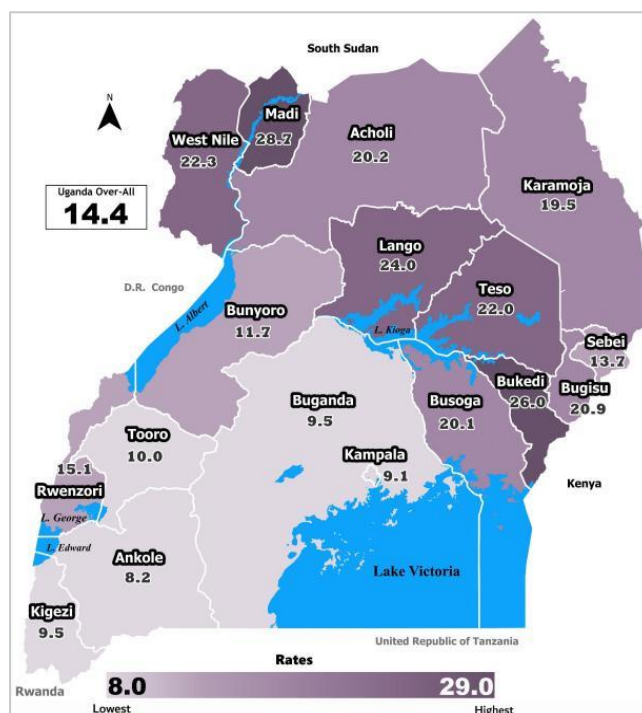 South Sudan
Madi
28.7
West Nile
22.3
Acholi
20.2
Karamoja
19.5
Uganda Over-All
14.4
Lango
24.0
D.R. Congo
L. Albert
Teso
22.0
Bunyoro
11.7
L. Kioga
Sebei
13.7
Bukedi
26.0
Bugisu
20.9
Buganda
9.5
Busoga
20.1
Tooro
10.0
Kampala
9.1
15.1
Rwenzori
Kenya
L. George
L. Edward
Ankole
8.2
Lake Victoria
Kigezi
9.5
United Republic of Tanzania
Rates
Rwanda
8.0
29.0
Lowest
Highest